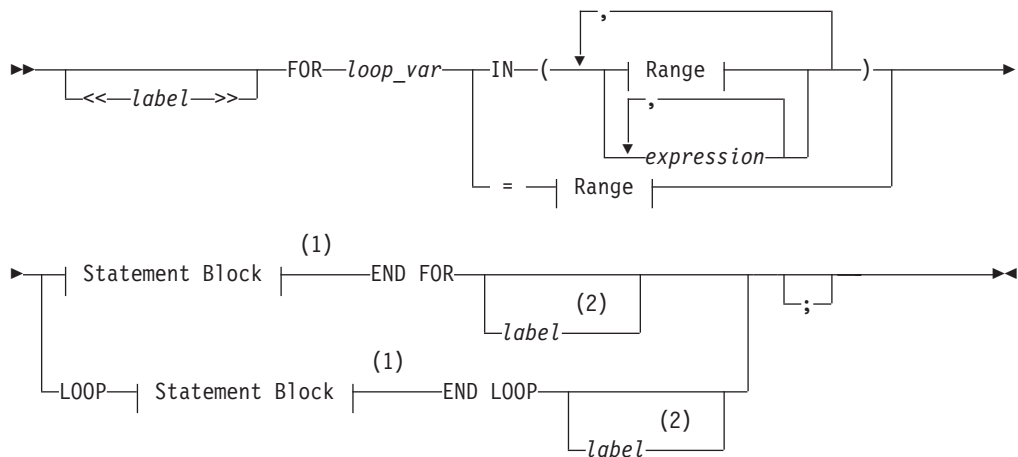 ,
FOR loop_var IN ( Range )
<< label >>
,
expression
= Range
(1)
Statement Block END FOR
(2)
label ;
(1)
LOOP Statement Block END LOOP
(2)
label